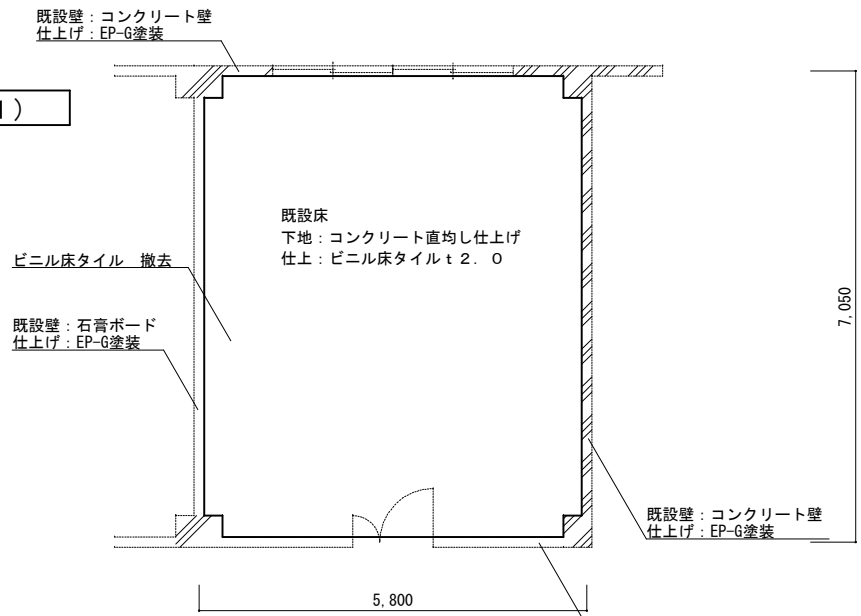 既設壁：コンクリート壁
仕上げ：EP-G塗装
)
既設床
下地：コンクリート直均し仕上げ
仕上：ビニル床タイルｔ２．０
ビニル床タイル　撤去
既設壁：石膏ボード
仕上げ：EP-G塗装
7,050
既設壁：コンクリート壁
仕上げ：EP-G塗装
5,800